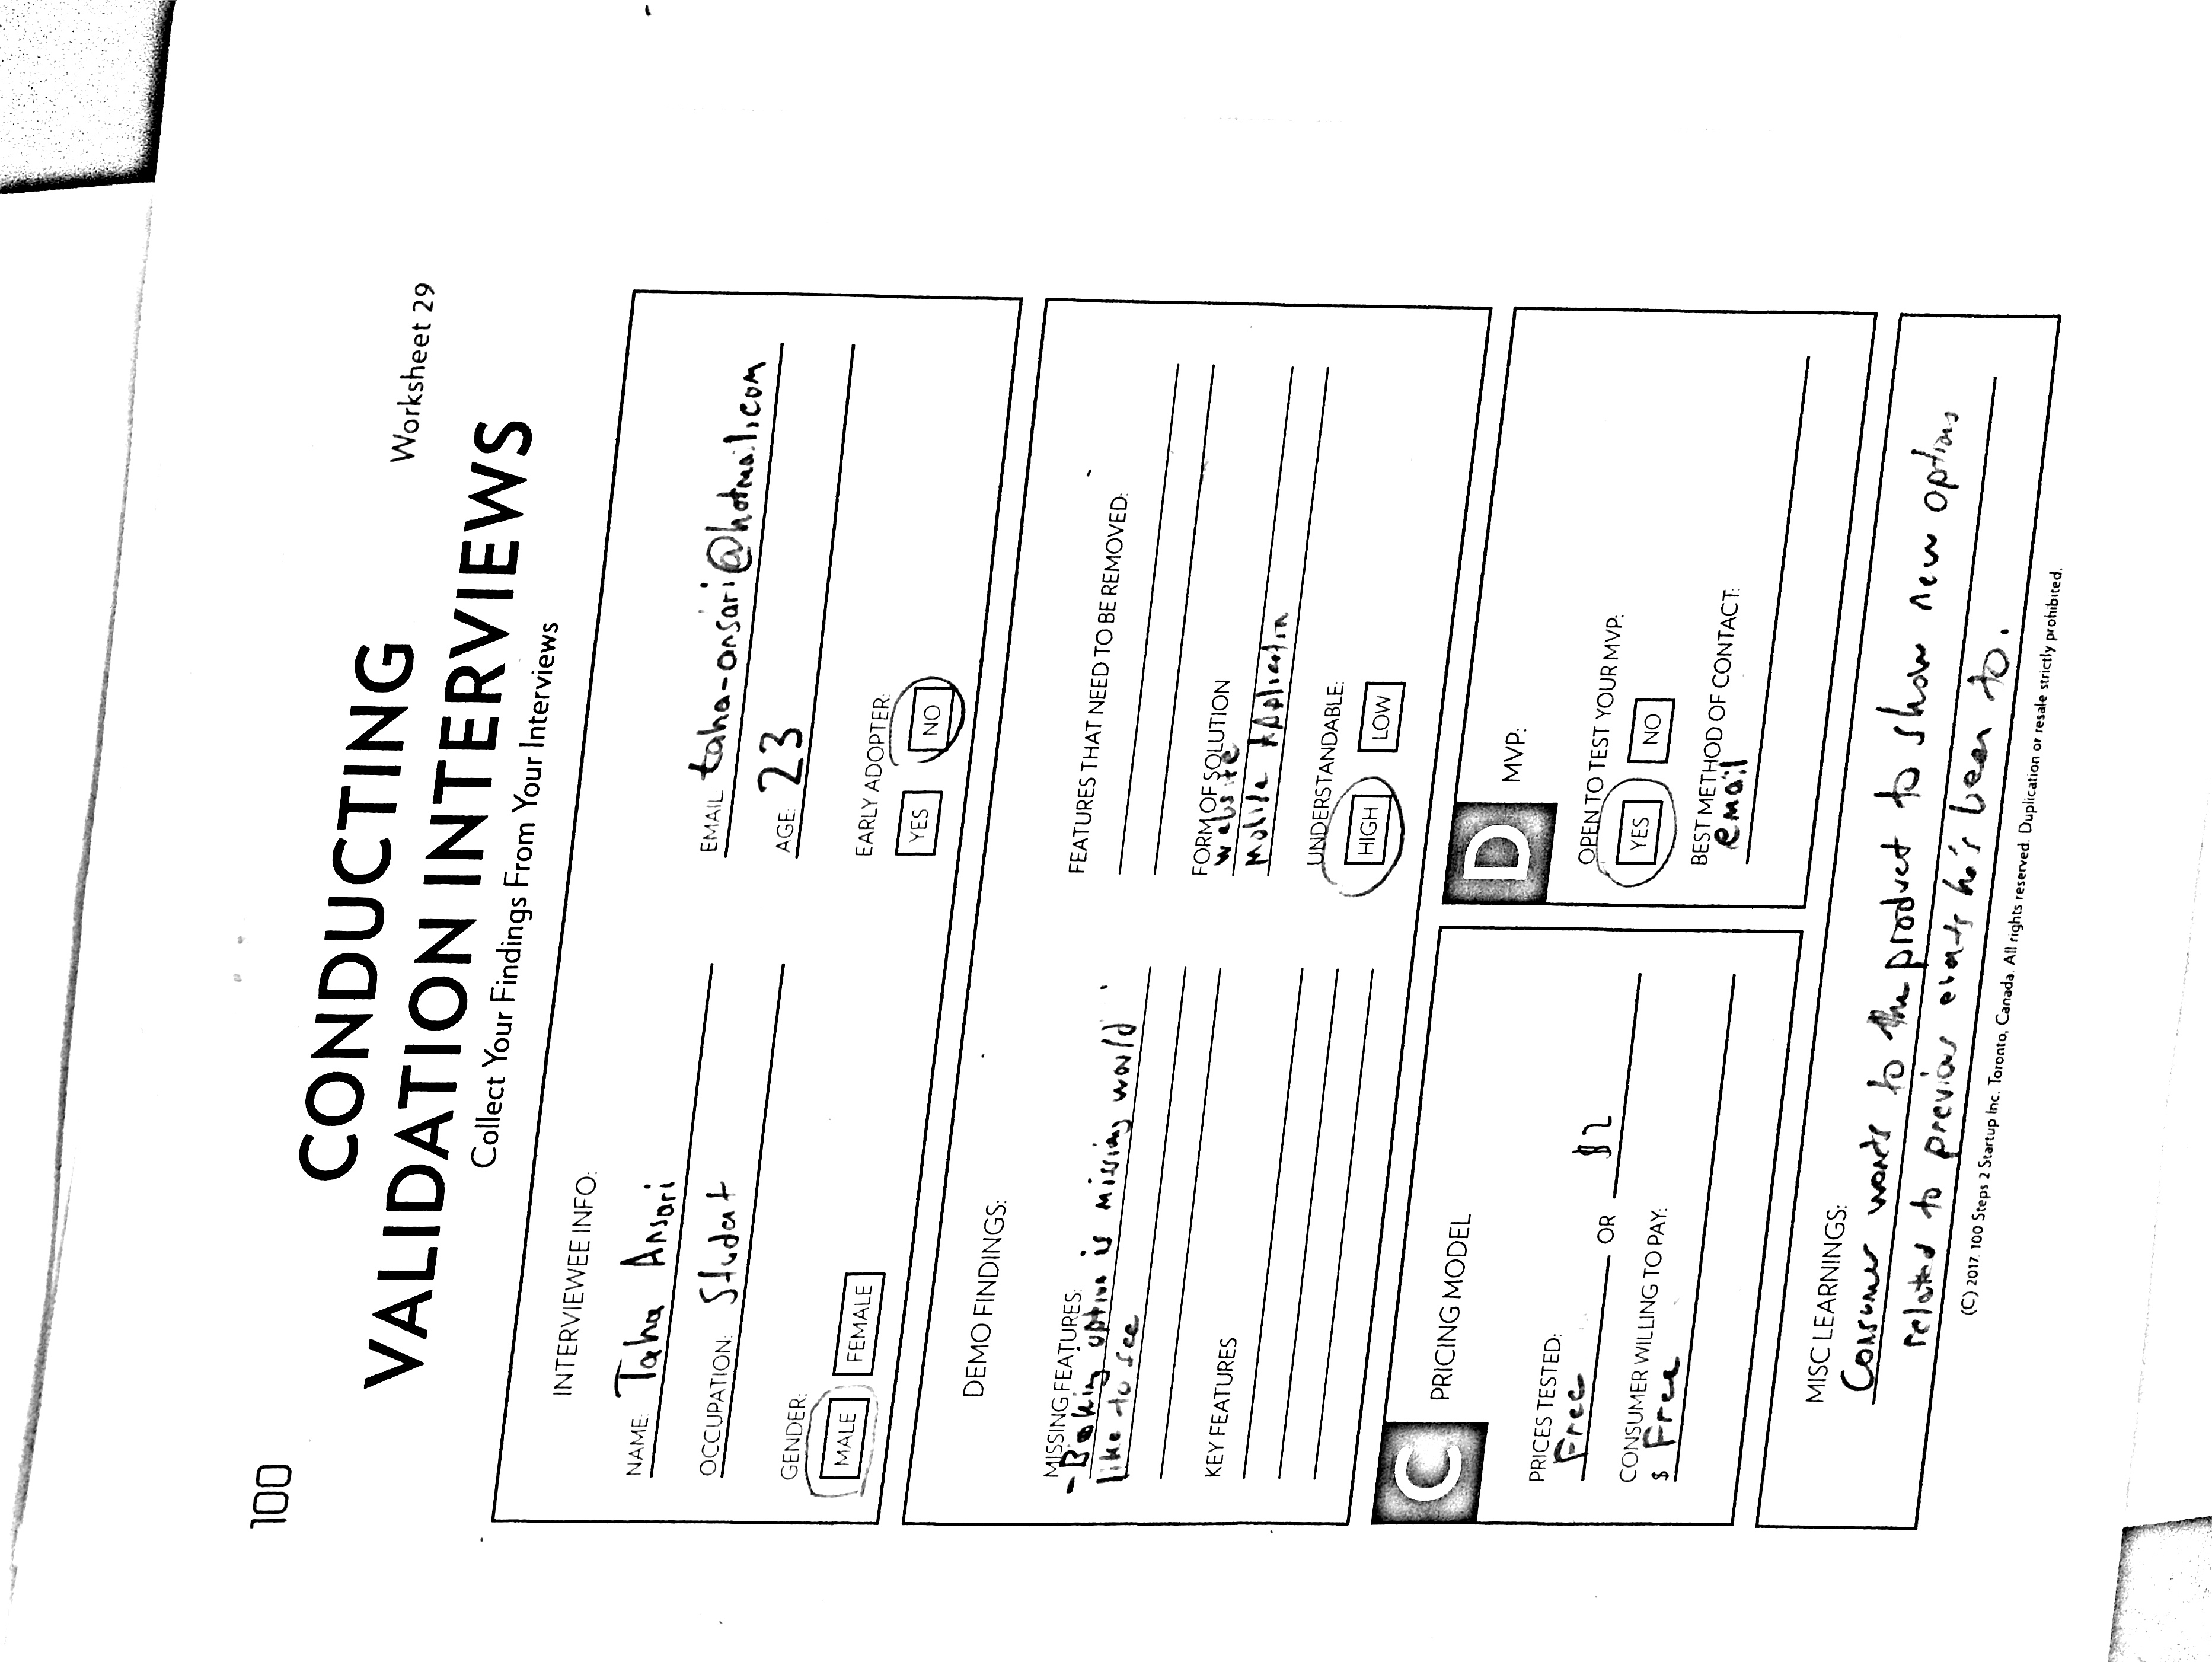 100
CONDUCTING
VALIDATION INTERVIEWS
Worksheet 29
Collect Your Findings From Your Interviews
INTERVIEWEE INFO:
NAME: Taha Ansari
OCCUPATION: Student
EMAIL taha-ansari@hotmail.com
AGE: 23
GENDER:
MALE FEMALE
EARLY ADOPTER:
YES NO
DEMO FINDINGS:
MISSING FEATURES:
- Booking option is missing would
like to see
KEY FEATURES
FEATURES THAT NEED TO BE REMOVED:
FORM OF SOLUTION
website
Mobile Application
UNDERSTANDABLE:
HIGH LOW
C
PRICING MODEL
PRICES TESTED:
Free OR $2
CONSUMER WILLING TO PAY:
$ Free
D
MVP:
OPEN TO TEST YOUR MVP:
YES NO
BEST METHOD OF CONTACT:
email
MISC LEARNINGS:
Consumer wants to the product to show new options
related to previous events he's been to.
(C) 2017. 100 Steps 2 Startup Inc. Toronto, Canada. All rights reserved. Duplication or resale strictly prohibited.